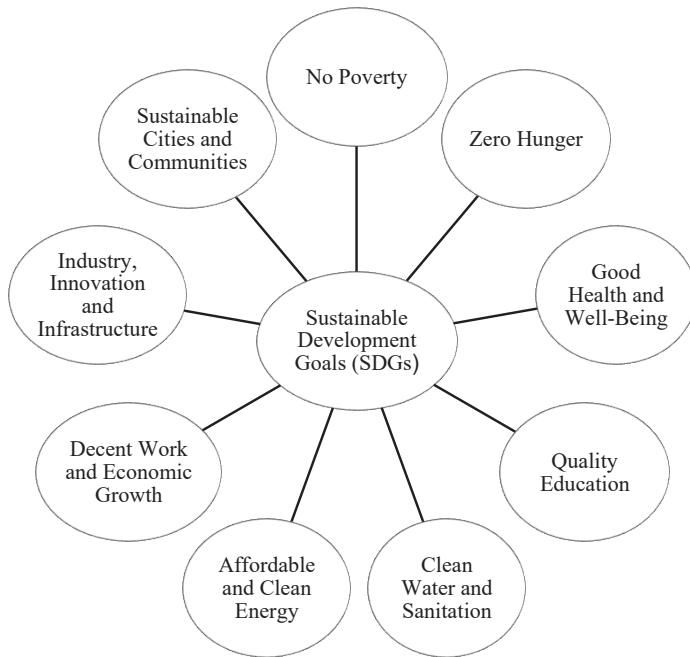 No Poverty
Zero Hunger
Good
Health and
Well-Being
Quality
Education
Clean
Water and
Sanitation
Affordable
and Clean
Energy
Decent Work
and Economic
Growth
Industry,
Innovation
and
Infrastructure
Sustainable
Cities and
Communities
Sustainable
Development
Goals (SDGs)